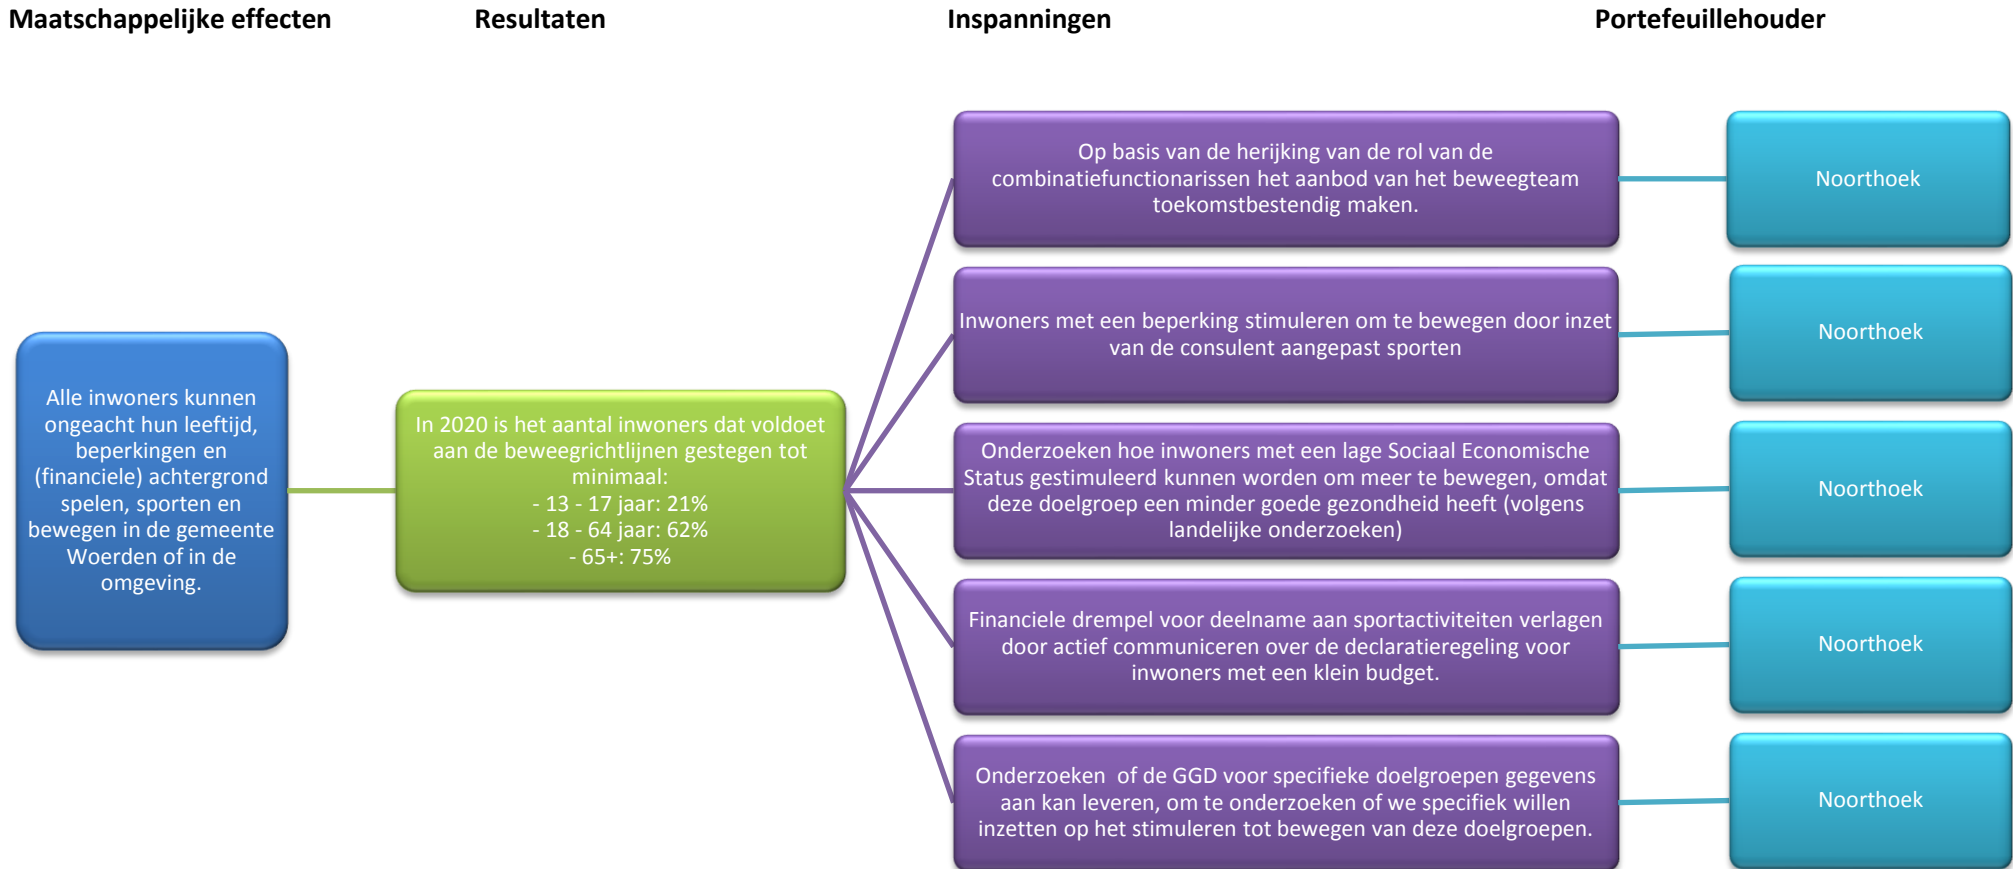 Maatschappelijke effecten
Resultaten
Inspanningen
Portefeuillehouder
Alle inwoners kunnen
ongeacht hun leeftijd,
beperkingen en
(financiele) achtergrond
spelen, sporten en
bewegen in de gemeente
Woerden of in de
omgeving.
In 2020 is het aantal inwoners dat voldoet
aan de beweegrichtlijnen gestegen tot
minimaal:
- 13 - 17 jaar: 21%
- 18 - 64 jaar: 62%
- 65+: 75%
Op basis van de herijking van de rol van de
combinatiefunctionarissen het aanbod van het beweegteam
toekomstbestendig maken.
Noorthoek
Inwoners met een beperking stimuleren om te bewegen door inzet
van de consulent aangepast sporten
Noorthoek
Onderzoeken hoe inwoners met een lage Sociaal Economische
Status gestimuleerd kunnen worden om meer te bewegen, omdat
deze doelgroep een minder goede gezondheid heeft (volgens
landelijke onderzoeken)
Noorthoek
Financiele drempel voor deelname aan sportactiviteiten verlagen
door actief communiceren over de declaratieregeling voor
inwoners met een klein budget.
Noorthoek
Onderzoeken of de GGD voor specifieke doelgroepen gegevens
aan kan leveren, om te onderzoeken of we specifiek willen
inzetten op het stimuleren tot bewegen van deze doelgroepen.
Noorthoek